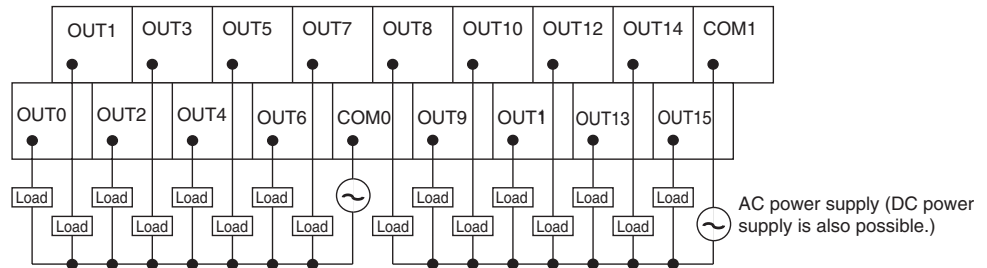 OUT1 OUT3 OUT5 OUT7 OUT8 OUT10 OUT12 OUT14 COM1
OUT0 OUT2 OUT4 OUT6 COM0 OUT9 OUT1 OUT13 OUT15
Load Load Load Load Load Load Load Load
AC power supply (DC power
Load Load Load Load Load Load Load Load
supply is also possible.)